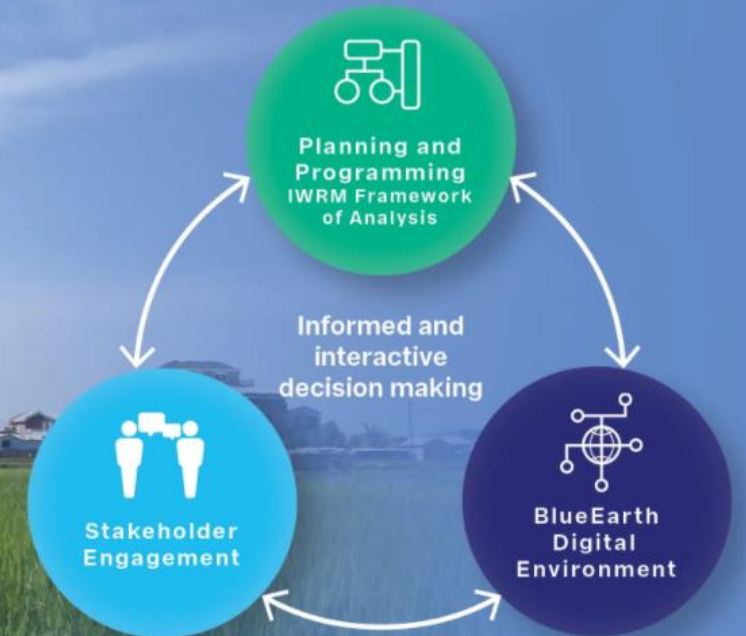 Planning and
Programming
IWRM Framework
of Analysis
Informed and
interactive
decision making
Stakeholder
Engagement
BlueEarth
Digital
Environment